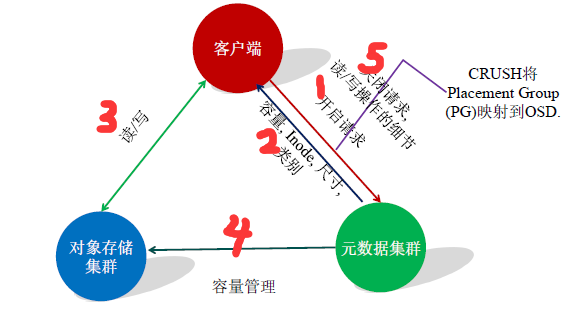 客户端
5
关闭请求,
读/写操作的细节
1
开启请求
CRUSH将
Placement Group
(PG)映射到OSD.
3
读/写
2
容量, Inode, 尺寸,
类别
4
对象存储
集群
元数据集群
容量管理